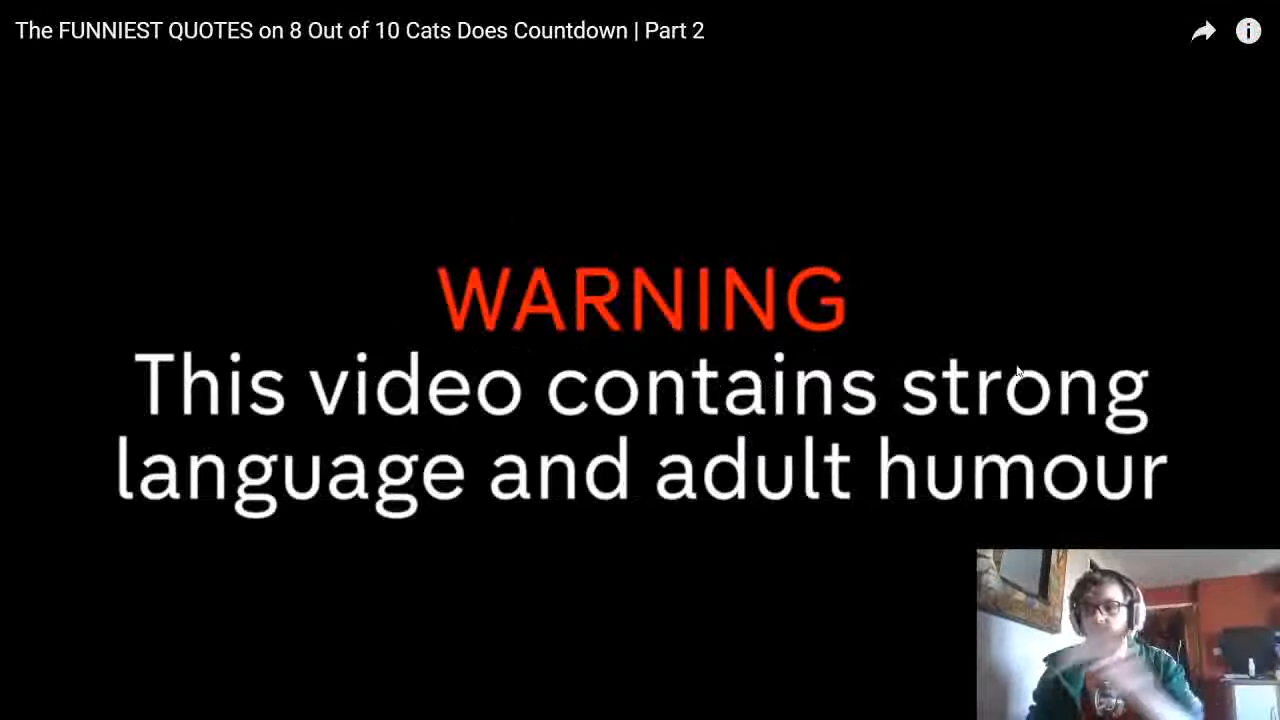 The FUNNIEST QUOTES on 8 Out of 10 Cats Does Countdown | Part 2
WARNING
This video contains strong
language and adult humour